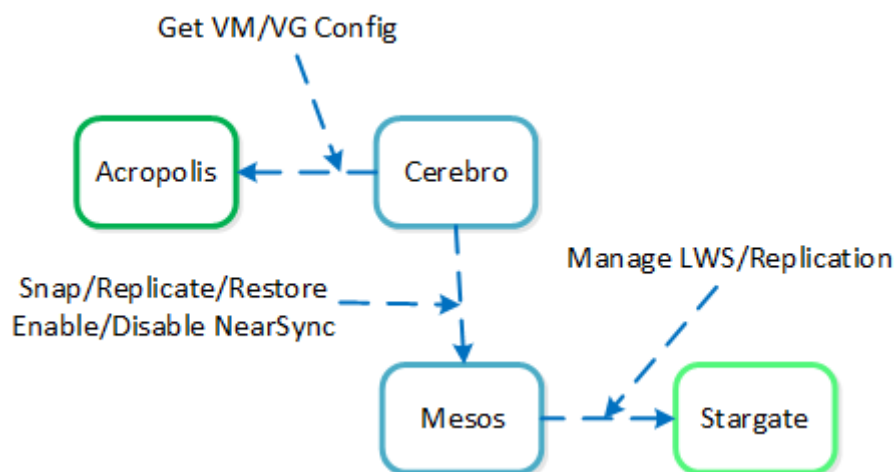 Get VM/VG Config
Acropolis
Cerebro
Manage LWS/Replication
Snap/Replicate/Restore
Enable/Disable NearSync
Mesos
Stargate